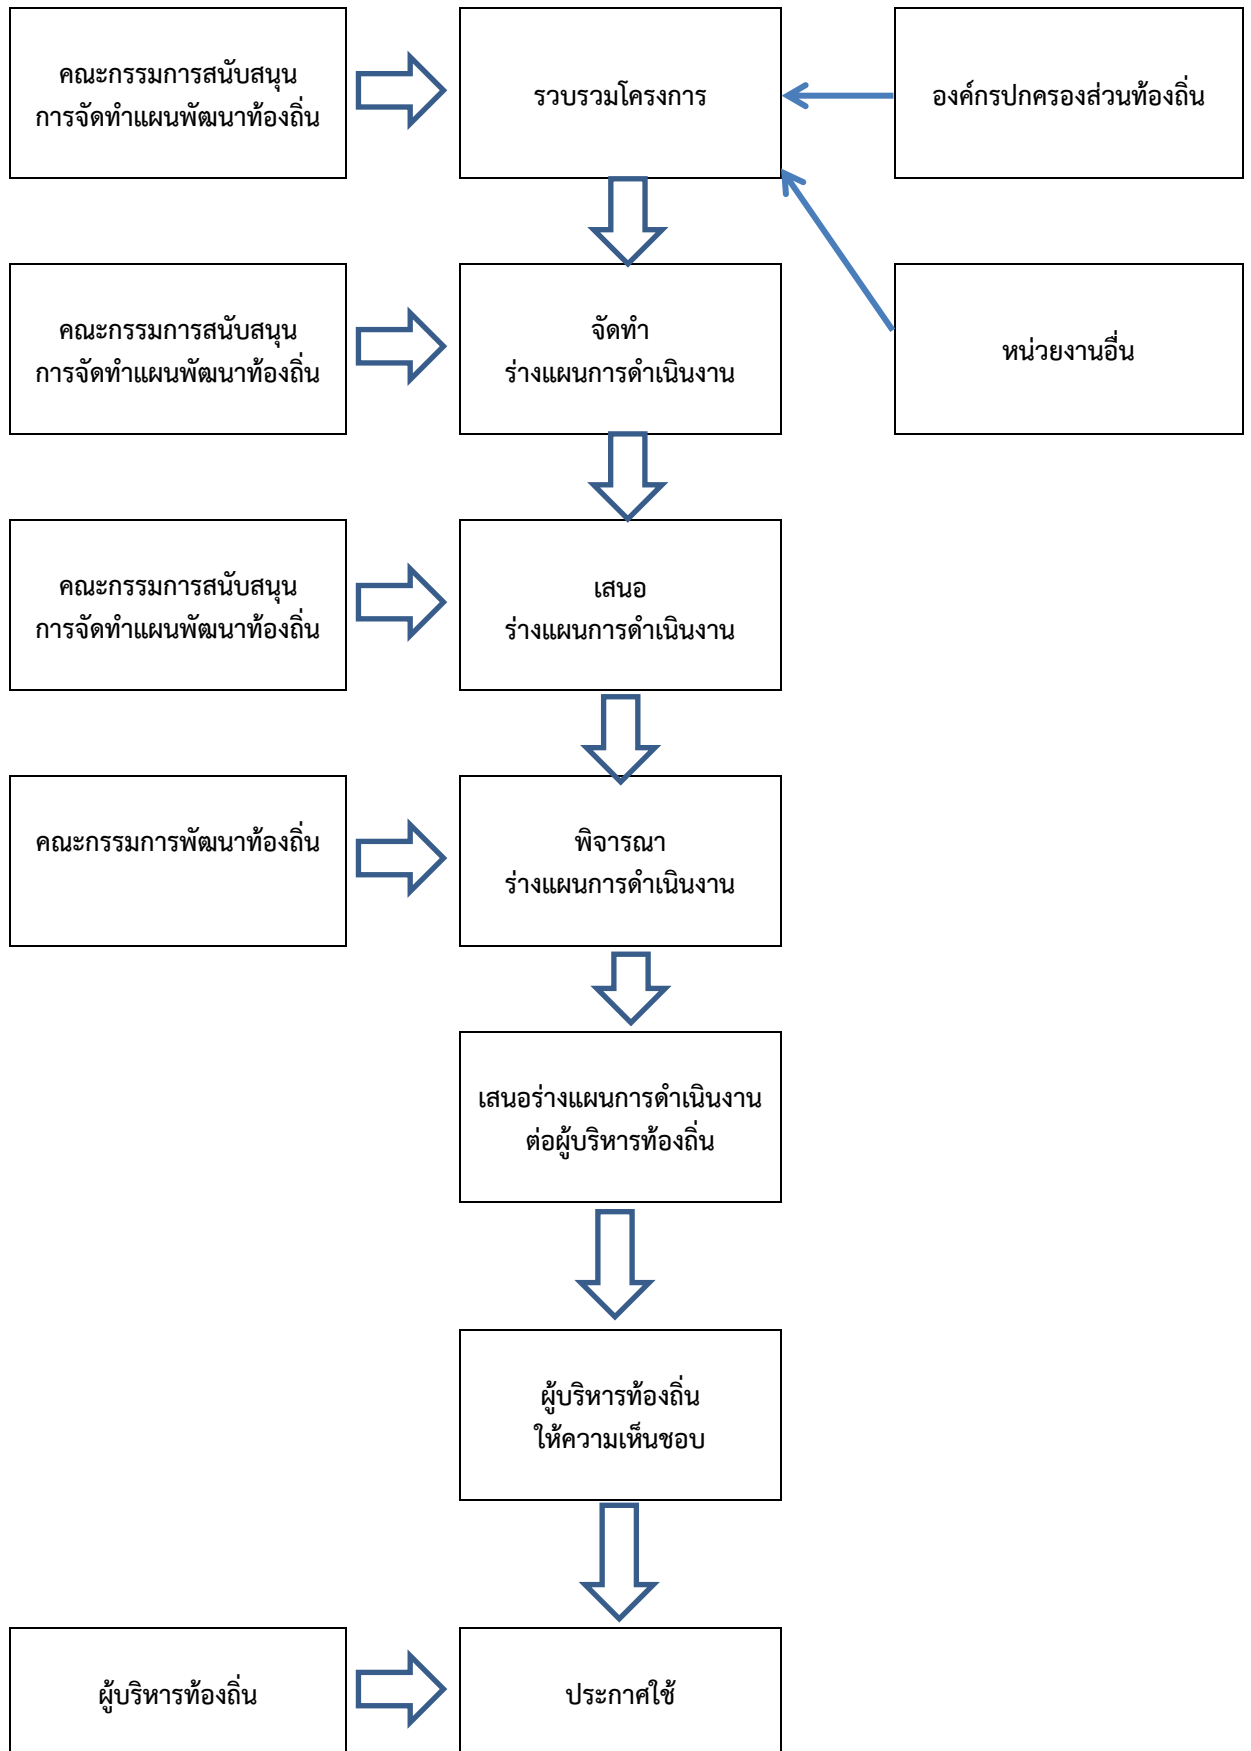 คณะกรรมการสนับสนุน
การจัดทำแผนพัฒนาท้องถิ่น
รวบรวมโครงการ
องค์กรปกครองส่วนท้องถิ่น
คณะกรรมการสนับสนุน
การจัดทำแผนพัฒนาท้องถิ่น
จัดทำ
ร่างแผนการดำเนินงาน
หน่วยงานอื่น
คณะกรรมการสนับสนุน
การจัดทำแผนพัฒนาท้องถิ่น
เสนอ
ร่างแผนการดำเนินงาน
คณะกรรมการพัฒนาท้องถิ่น
พิจารณา
ร่างแผนการดำเนินงาน
เสนอร่างแผนการดำเนินงาน
ต่อผู้บริหารท้องถิ่น
ผู้บริหารท้องถิ่น
ให้ความเห็นชอบ
ผู้บริหารท้องถิ่น
ประกาศใช้